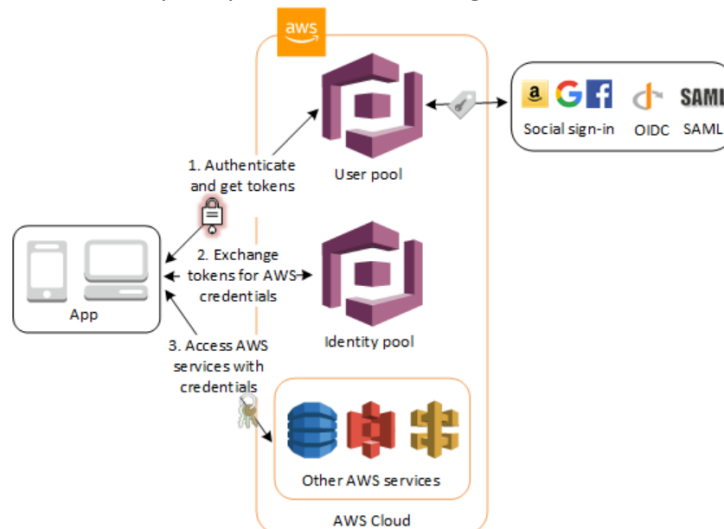 aws
a
G
f
SAML
Social sign-in
OIDC
SAML
1. Authenticate
and get tokens
User pool
2. Exchange
tokens for AWS
credentials
App
Identity pool
3. Access AWS
services with
credentials
Other AWS services
AWS Cloud